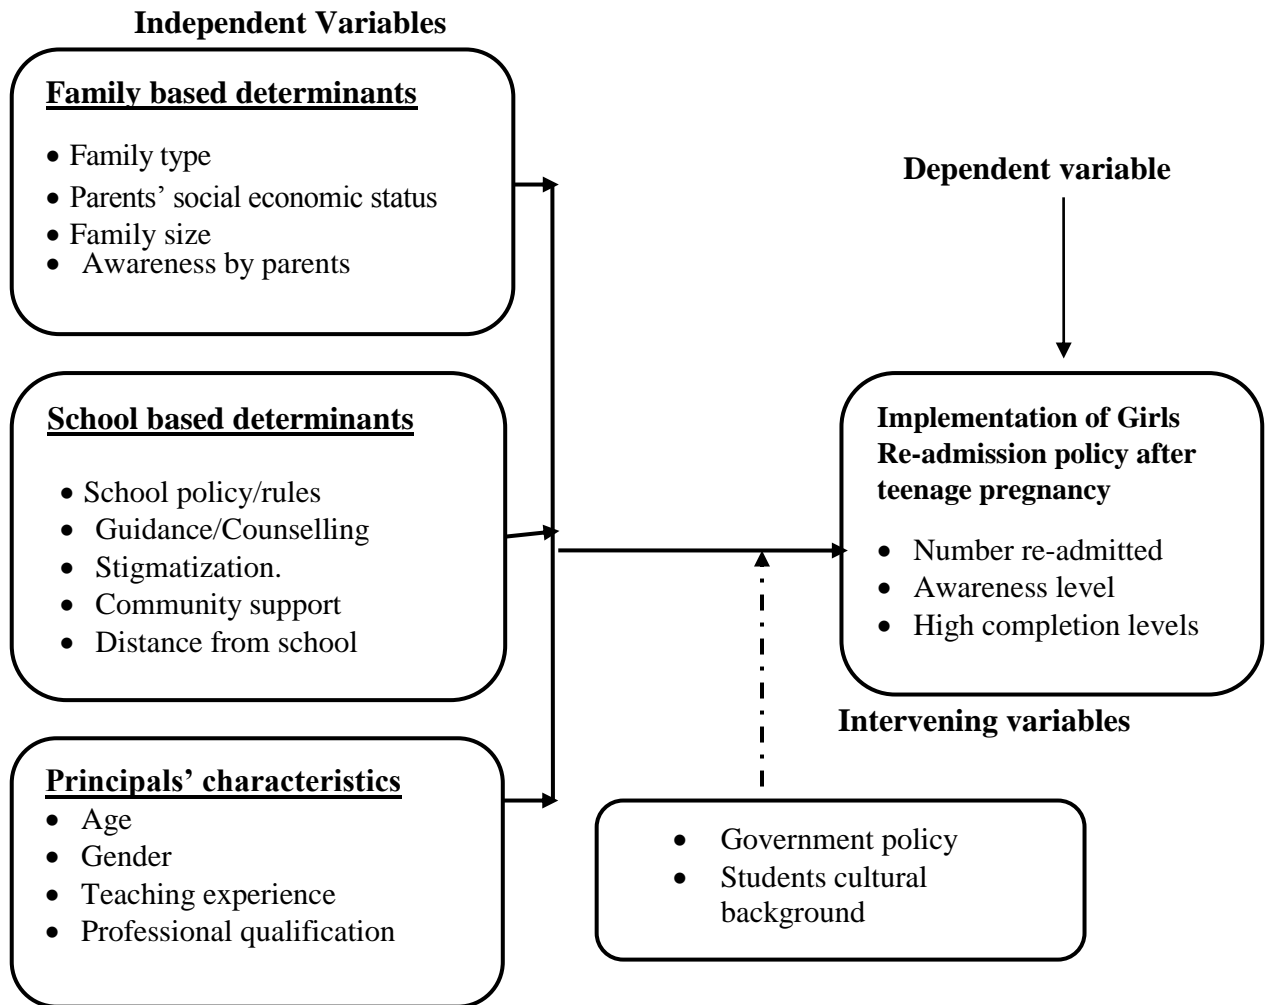 Independent Variables
Family based determinants
• Family type
• Parents’ social economic status
• Family size
• Awareness by parents
School based determinants
• School policy/rules
• Guidance/Counselling
• Stigmatization.
• Community support
• Distance from school
Principals’ characteristics
• Age
• Gender
• Teaching experience
• Professional qualification
Dependent variable
Implementation of Girls
Re-admission policy after
teenage pregnancy
• Number re-admitted
• Awareness level
• High completion levels
Intervening variables
• Government policy
• Students cultural
background